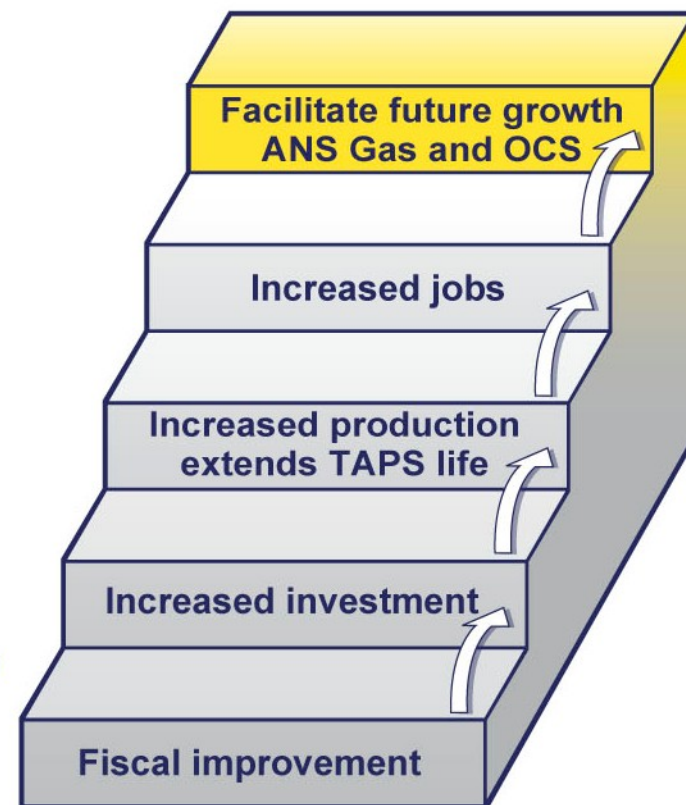 Facilitate future growth
ANS Gas and OCS
Increased jobs
Increased production
extends TAPS life
Increased investment
Fiscal improvement